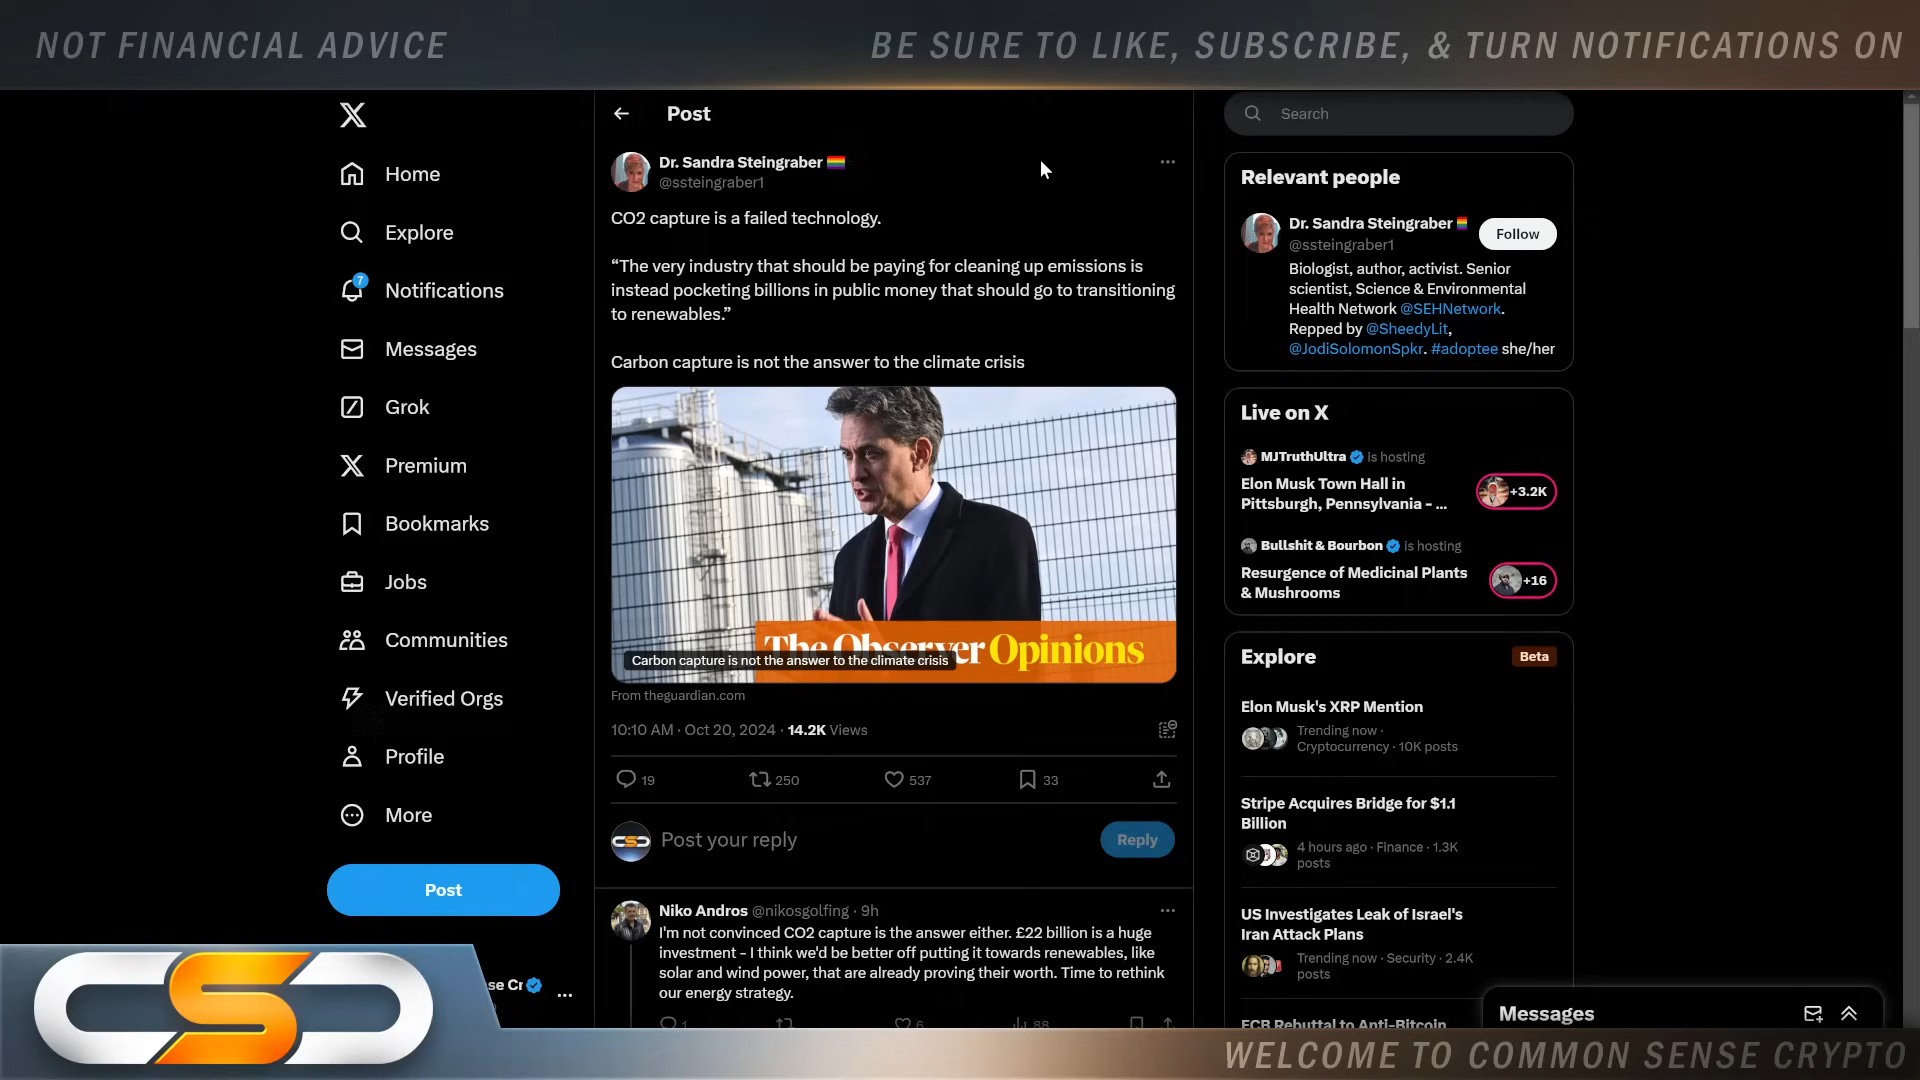 NOT FINANCIAL ADVICE
BE SURE TO LIKE, SUBSCRIBE, & TURN NOTIFICATIONS ON
Home
Explore
7
Notifications
Messages
Grok
Premium
Bookmarks
Jobs
Communities
Verified Orgs
Profile
More
Post
se Cr
Post
Dr. Sandra Steingraber
@ssteingraber1
CO2 capture is a failed technology.
“The very industry that should be paying for cleaning up emissions is
instead pocketing billions in public money that should go to transitioning
to renewables.”
Carbon capture is not the answer to the climate crisis
The Observer Opinions
Carbon capture is not the answer to the climate crisis
From theguardian.com
10:10 AM · Oct 20, 2024 · 14.2K Views
19
250
537
33
Post your reply
Reply
Niko Andros @nikosgolfing · 9h
I'm not convinced CO2 capture is the answer either. £22 billion is a huge
investment - I think we'd be better off putting it towards renewables, like
solar and wind power, that are already proving their worth. Time to rethink
our energy strategy.
1
6
88
Search
Relevant people
Dr. Sandra Steingraber
@ssteingraber1
Follow
Biologist, author, activist. Senior
scientist, Science & Environmental
Health Network @SEHNetwork.
Repped by @SheedyLit,
@JodiSolomonSpkr. #adoptee she/her
Live on X
MJTruthUltra is hosting
Elon Musk Town Hall in
Pittsburgh, Pennsylvania - ...
+3.2K
Bullshit & Bourbon is hosting
Resurgence of Medicinal Plants
& Mushrooms
+16
Explore
Beta
Elon Musk's XRP Mention
Trending now ·
Cryptocurrency · 10K posts
Stripe Acquires Bridge for $1.1
Billion
4 hours ago · Finance · 1.3K
posts
US Investigates Leak of Israel's
Iran Attack Plans
Trending now · Security · 2.4K
posts
ECB Rebuttal to Anti-Bitcoin
Messages
CSC
WELCOME TO COMMON SENSE CRYPTO